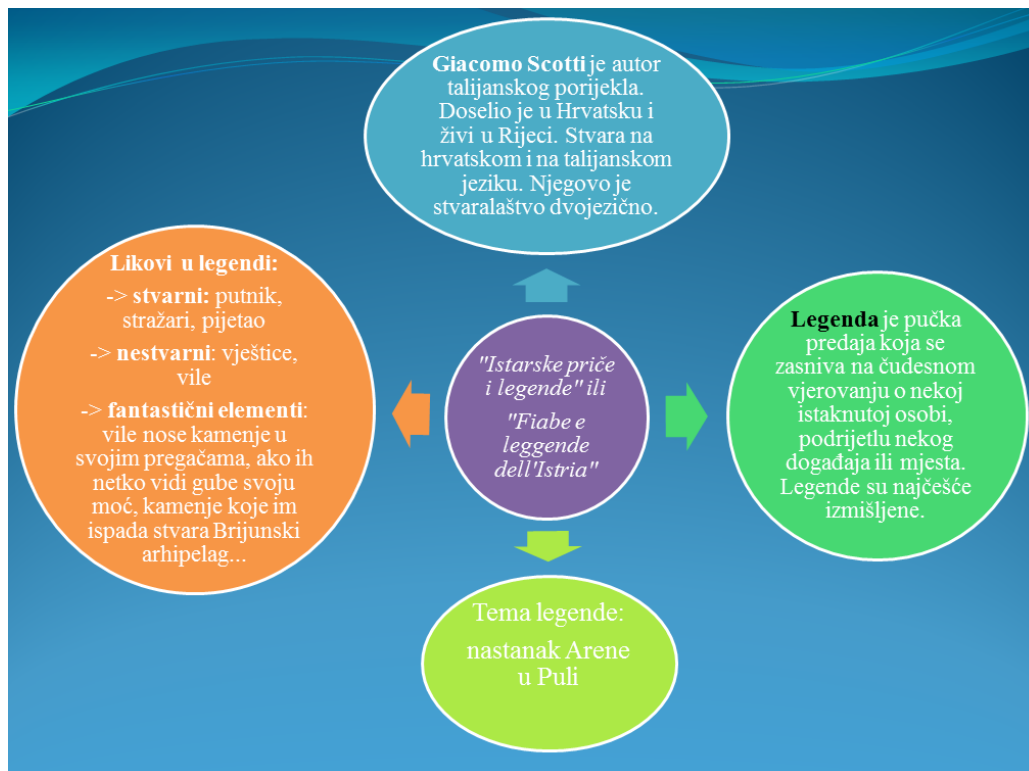 Giacomo Scotti je autor
talijanskog porijekla.
Doselio je u Hrvatsku i
živi u Rijeci. Stvara na
hrvatskom i na talijanskom
jeziku. Njegovo je
stvaralaštvo dvojezično.
Likovi u legendi:
-> stvarni: putnik,
stražari, pijetao
-> nestvarni: vještice,
vile
-> fantastični elementi:
vile nose kamenje u
svojim pregačama, ako ih
netko vidi gube svoju
moć, kamenje koje im
ispada stvara Brijunski
arhipelag...
"Istarske priče
i legende" ili
"Fiabe e
leggende
dell'Istria"
Legenda je pučka
predaja koja se
zasniva na čudesnom
vjerovanju o nekoj
istaknutoj osobi,
podrijetlu nekog
događaja ili mjesta.
Legende su najčešće
izmišljene.
Tema legende:
nastanak Arene
u Puli